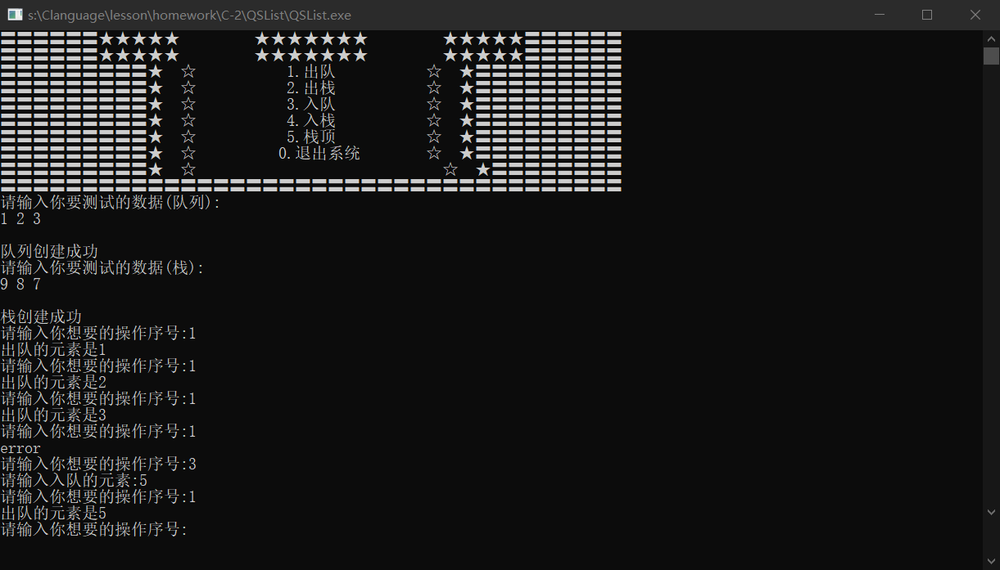 s:\Clanguage\lesson\homework\C-2\QSList\QSList.exe
1.出队
2.出栈
3.入队
4.入栈
5.栈顶
0.退出系统
请输入你要测试的数据(队列):
1 2 3
队列创建成功
请输入你要测试的数据(栈):
9 8 7
栈创建成功
请输入你想要的操作序号:1
出队的元素是1
请输入你想要的操作序号:1
出队的元素是2
请输入你想要的操作序号:1
出队的元素是3
请输入你想要的操作序号:1
error
请输入你想要的操作序号:3
请输入入队的元素:5
请输入你想要的操作序号:1
出队的元素是5
请输入你想要的操作序号: